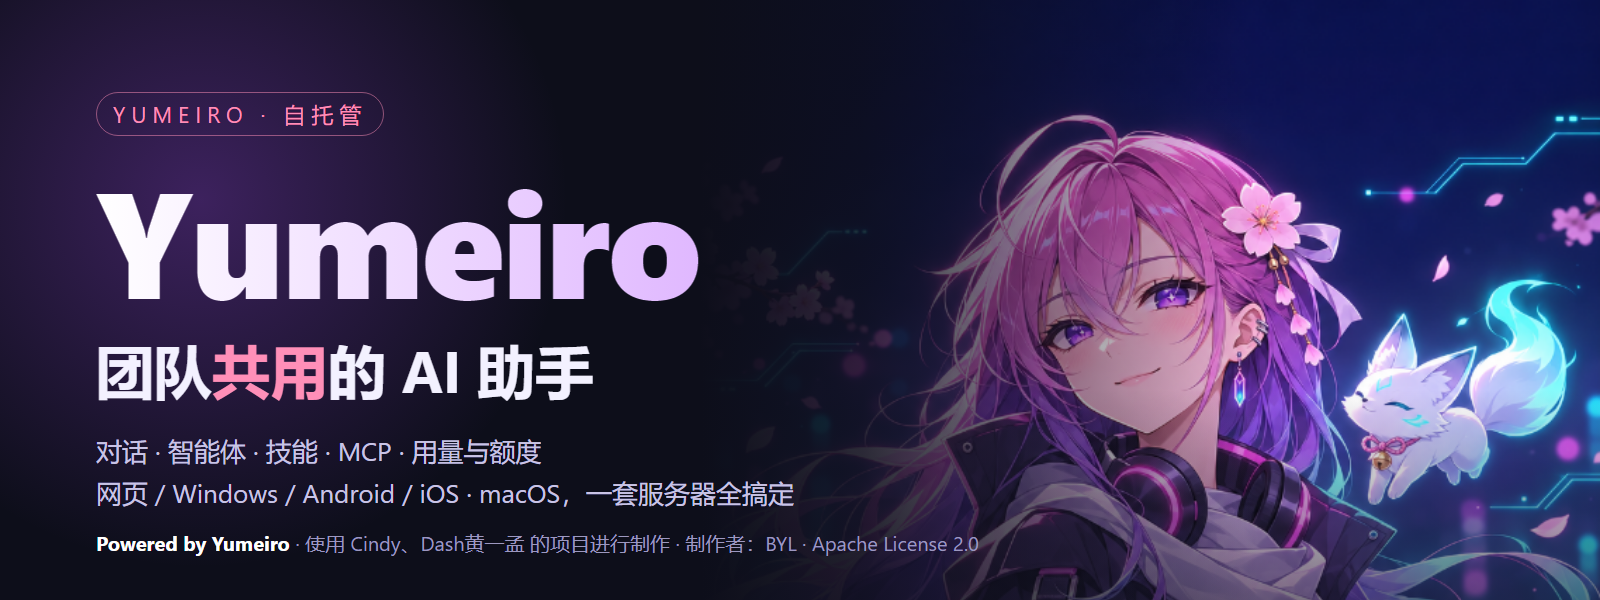 YUMEIRO · 自托管
Yumeiro
团队共用的 AI 助手
对话 · 智能体 · 技能 · MCP · 用量与额度
网页 / Windows / Android / iOS · macOS，一套服务器全搞定
Powered by Yumeiro · 使用 Cindy、Dash黄一孟 的项目进行制作 · 制作者：BYL · Apache License 2.0